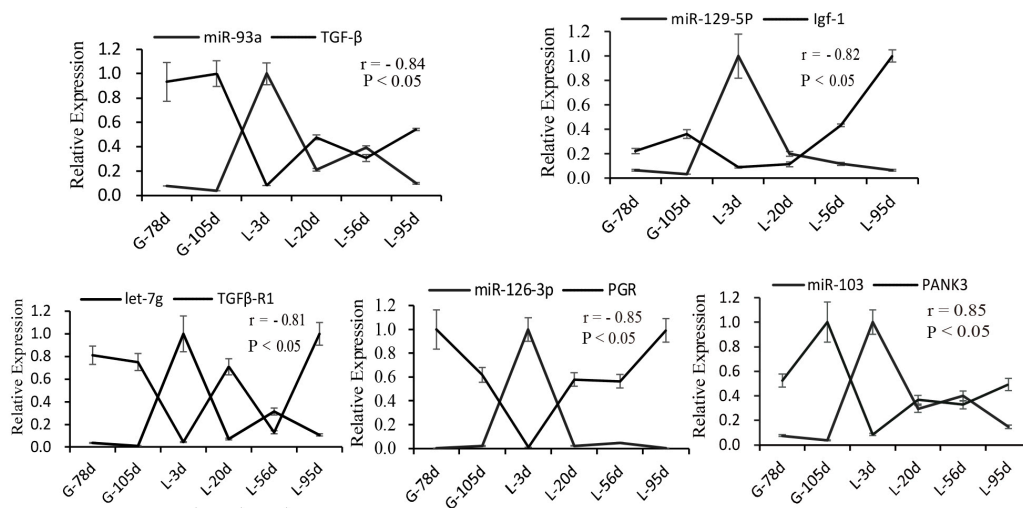 miR-93a TGF-β
r = - 0.84
P < 0.05
Relative Expression
1.2
1.0
0.8
0.6
0.4
0.2
0.0
G-78d G-105d L-3d L-20d L-56d L-95d
miR-129-5P Igf-1
r = -0.82
P < 0.05
Relative Expression
1.2
1.0
0.8
0.6
0.4
0.2
0.0
G-78d G-105d L-3d L-20d L-56d L-95d
let-7g TGFβ-R1
r = - 0.81
P < 0.05
Relative Expression
1.2
1.0
0.8
0.6
0.4
0.2
0.0
G-78d G-105d L-3d L-20d L-56d L-95d
miR-126-3p PGR
r = -0.85
P < 0.05
1.2
1.0
0.8
0.6
0.4
0.2
0.0
G-78d G-105d L-3d L-20d L-56d L-95d
miR-103 PANK3
r = 0.85
P < 0.05
1.2
1.0
0.8
0.6
0.4
0.2
0.0
G-78d G-105d L-3d L-20d L-56d L-95d